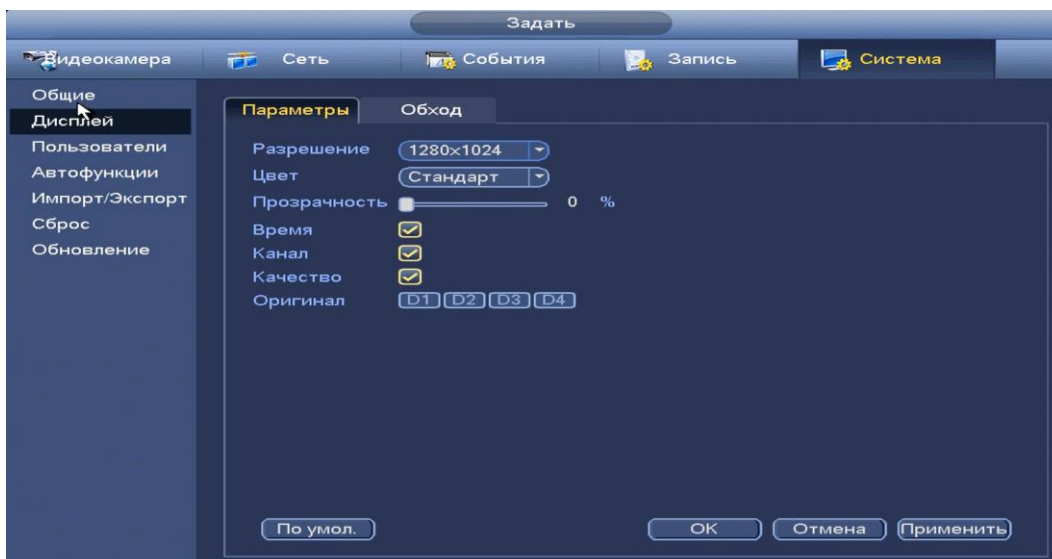 Задать
Видеокамера Сеть События Запись Система
Общие
Дисплей
Пользователи
Автофункции
Импорт/Экспорт
Сброс
Обновление
Параметры Обход
Разрешение 1280x1024
Цвет Стандарт
Прозрачность 0 %
Время
Канал
Качество
Оригинал D1 D2 D3 D4
По умол. OK Отмена Применить